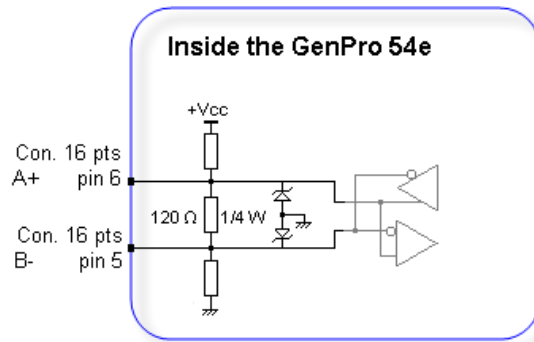 Inside the GenPro 54e
+Vcc
Con. 16 pts
A+ pin 6
120 Ω 1/4 W
Con. 16 pts
B- pin 5